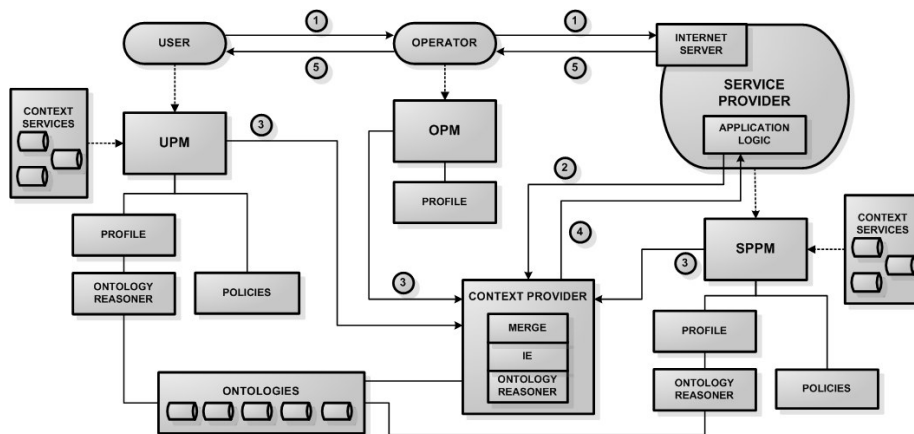 1
1
USER
OPERATOR
INTERNET
SERVER
5
5
SERVICE
PROVIDER
CONTEXT
SERVICES
UPM
3
OPM
APPLICATION
LOGIC
2
PROFILE
4
PROFILE
SPPM
CONTEXT
SERVICES
3
ONTOLOGY
REASONER
POLICIES
3
CONTEXT PROVIDER
MERGE
IE
ONTOLOGY
REASONER
PROFILE
ONTOLOGY
REASONER
POLICIES
ONTOLOGIES